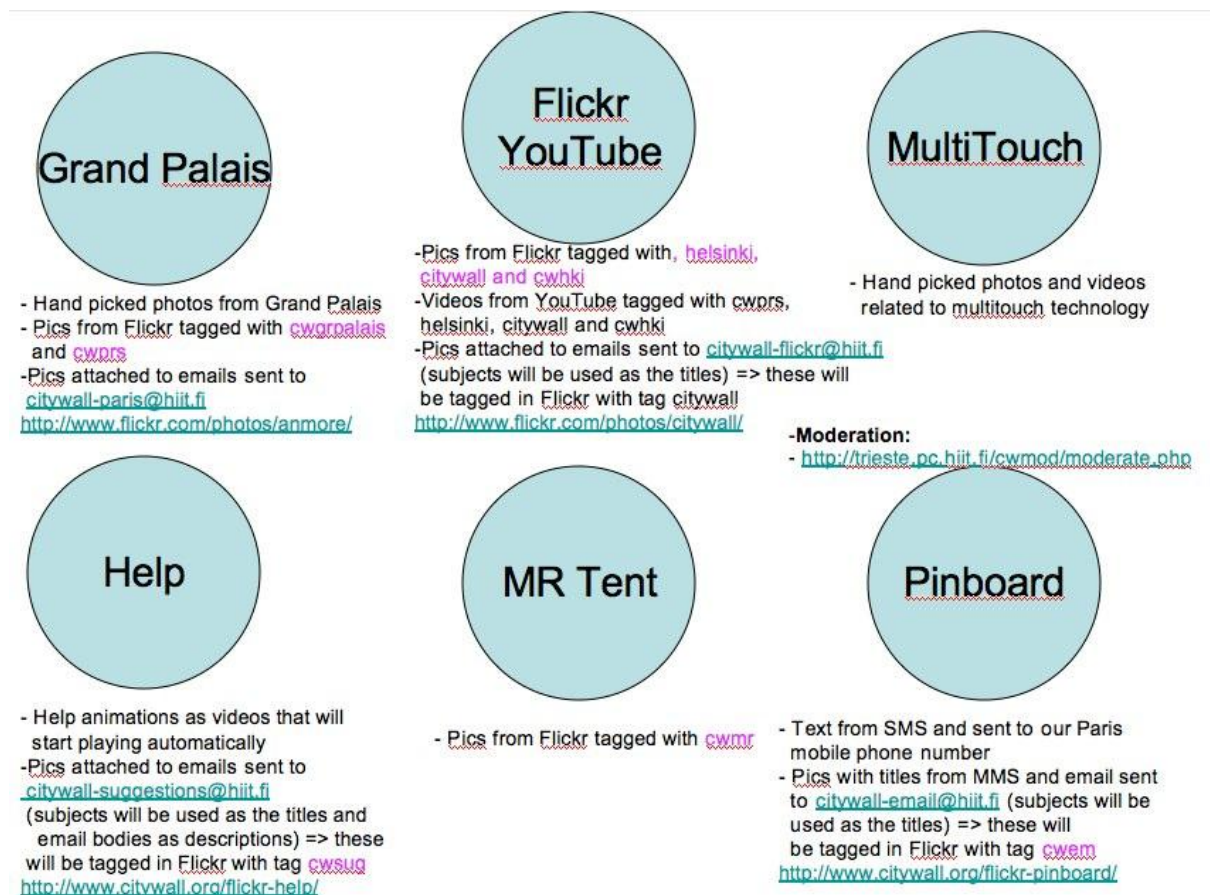 Grand Palais
- Hand picked photos from Grand Palais
- Pics from Flickr tagged with cwgrpalais
and cwprs
-Pics attached to emails sent to
citywall-paris@hiit.fi
http://www.flickr.com/photos/anmore/
Flickr
YouTube
-Pics from Flickr tagged with, helsinki,
citywall and cwhki
-Videos from YouTube tagged with cwprs,
helsinki, citywall and cwhki
-Pics attached to emails sent to citywall-flickr@hiit.fi
(subjects will be used as the titles) => these will
be tagged in Flickr with tag citywall
http://www.flickr.com/photos/citywall/
MultiTouch
- Hand picked photos and videos
related to multitouch technology
-Moderation:
- http://trieste.pc.hiit.fi/cwmod/moderate.php
Help
- Help animations as videos that will
start playing automatically
-Pics attached to emails sent to
citywall-suggestions@hiit.fi
(subjects will be used as the titles and
email bodies as descriptions) => these
will be tagged in Flickr with tag cwsug
http://www.citywall.org/flickr-help/
MR Tent
- Pics from Flickr tagged with cwmr
Pinboard
- Text from SMS and sent to our Paris
mobile phone number
- Pics with titles from MMS and email sent
to citywall-email@hiit.fi (subjects will be
used as the titles) => these will
be tagged in Flickr with tag cwem
http://www.citywall.org/flickr-pinboard/